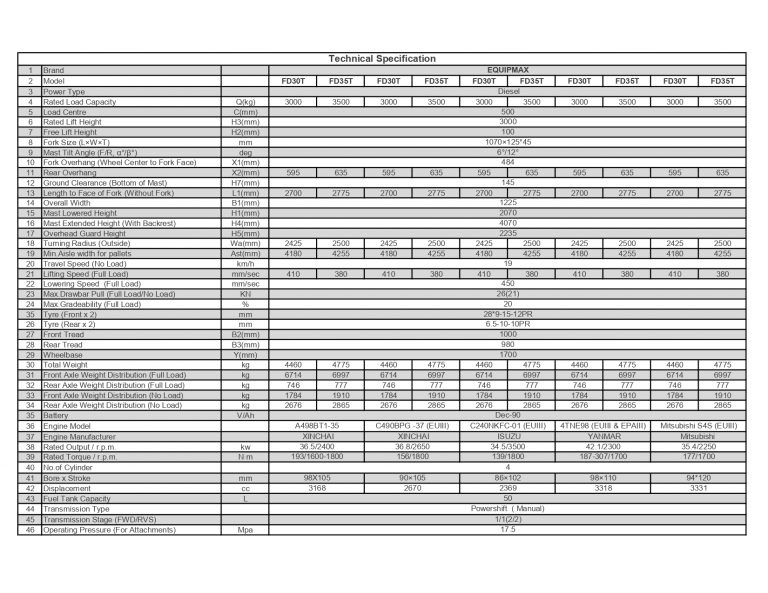 Technical Specification
1 Brand EQUIPMAX
2 Model FD30T FD35T FD30T FD35T FD30T FD35T FD30T FD35T FD30T FD35T
3 Power Type Diesel
4 Rated Load Capacity Q(kg) 3000 3500 3000 3500 3000 3500 3000 3500 3000 3500
5 Load Centre C(mm) 500
6 Rated Lift Height H3(mm) 3000
7 Free Lift Height H2(mm) 100
8 Fork Size (L×W×T) mm 1070×125*45
9 Mast Tilt Angle (F/R, α°/β°) deg 6°/12°
10 Fork Overhang (Wheel Center to Fork Face) X1(mm) 484
11 Rear Overhang X2(mm) 595 635 595 635 595 635 595 635 595 635
12 Ground Clearance (Bottom of Mast) H7(mm) 145
13 Length to Face of Fork (Without Fork) L1(mm) 2700 2775 2700 2775 2700 2775 2700 2775 2700 2775
14 Overall Width B1(mm) 1225
15 Mast Lowered Height H1(mm) 2070
16 Mast Extended Height (With Backrest) H4(mm) 4070
17 Overhead Guard Height H5(mm) 2235
18 Turning Radius (Outside) Wa(mm) 2425 2500 2425 2500 2425 2500 2425 2500 2425 2500
19 Min.Aisle width for pallets Ast(mm) 4180 4255 4180 4255 4180 4255 4180 4255 4180 4255
20 Travel Speed (No Load) km/h 19
21 Lifting Speed (Full Load) mm/sec 410 380 410 380 410 380 410 380 410 380
22 Lowering Speed (Full Load) mm/sec 450
23 Max.Drawbar Pull (Full Load/No Load) KN 26(21)
24 Max Gradeability (Full Load) % 20
35 Tyre (Front x 2) mm 28*9-15-12PR
26 Tyre (Rear x 2) mm 6.5-10-10PR
27 Front Tread B2(mm) 1000
28 Rear Tread B3(mm) 980
29 Wheelbase Y(mm) 1700
30 Total Weight kg 4460 4775 4460 4775 4460 4775 4460 4775 4460 4775
31 Front Axle Weight Distribution (Full Load) kg 6714 6997 6714 6997 6714 6997 6714 6997 6714 6997
32 Rear Axle Weight Distribution (Full Load) kg 746 777 746 777 746 777 746 777 746 777
33 Front Axle Weight Distribution (No Load) kg 1784 1910 1784 1910 1784 1910 1784 1910 1784 1910
34 Rear Axle Weight Distribution (No Load) kg 2676 2865 2676 2865 2676 2865 2676 2865 2676 2865
35 Battery V/Ah Dec-90
36 Engine Model A498BT1-35 C490BPG -37 (EUIII) C240NKFC-01 (EUIII) 4TNE98 (EUIII & EPAIII) Mitsubishi S4S (EUIII)
37 Engine Manufacturer XINCHAI XINCHAI ISUZU YANMAR Mitsubishi
38 Rated Output / r.p.m. kw 36.5/2400 36.8/2650 34.5/3500 42.1/2300 35.4/2250
39 Rated Torque / r.p.m. N·m 193/1600-1800 156/1800 139/1800 187-307/1700 177/1700
40 No of Cylinder 4
41 Bore x Stroke mm 98X105 90×105 86×102 98×110 94*120
42 Displacement cc 3168 2670 2369 3318 3331
43 Fuel Tank Capacity L 50
44 Transmission Type Powershift ( Manual)
45 Transmission Stage (FWD/RVS) 1/1(2/2)
46 Operating Pressure (For Attachments) Mpa 17.5